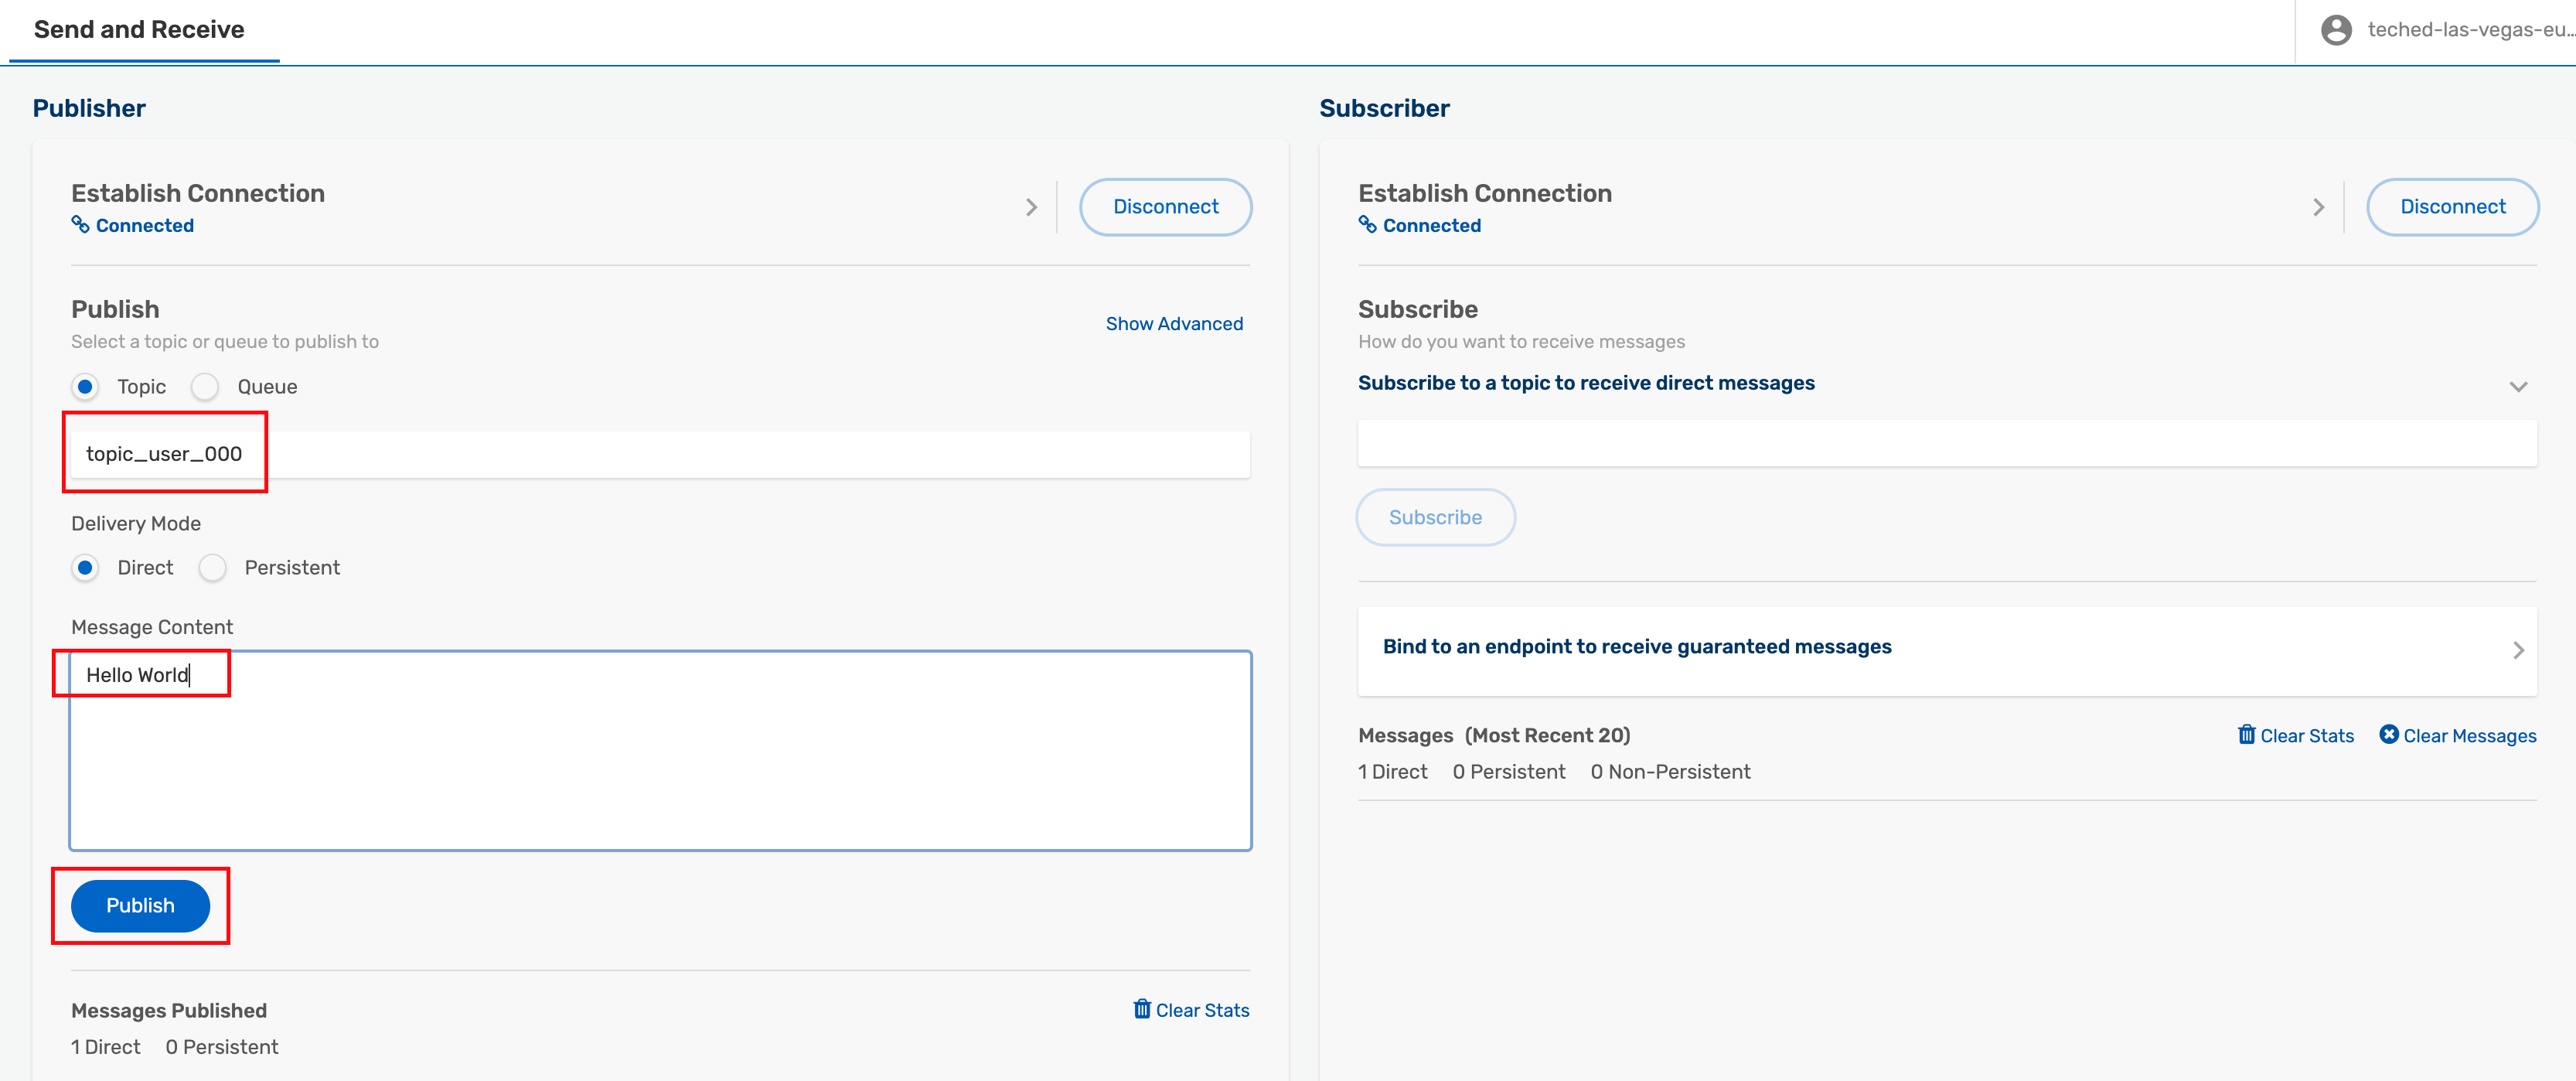 Send and Receive
teched-las-vegas-eu...
Publisher
Establish Connection
Connected
Disconnect
Publish
Select a topic or queue to publish to
Show Advanced
Topic Queue
topic_user_000
Delivery Mode
Direct Persistent
Message Content
Hello World
Publish
Messages Published
Clear Stats
1 Direct 0 Persistent
Subscriber
Establish Connection
Connected
Disconnect
Subscribe
How do you want to receive messages
Subscribe to a topic to receive direct messages
Subscribe
Bind to an endpoint to receive guaranteed messages
Messages (Most Recent 20)
Clear Stats Clear Messages
1 Direct 0 Persistent 0 Non-Persistent